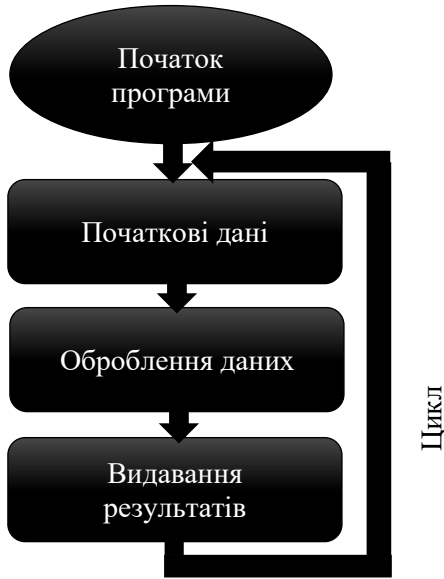 Початок
програми
Початкові дані
Оброблення даних
Видавання
результатів
Цикл